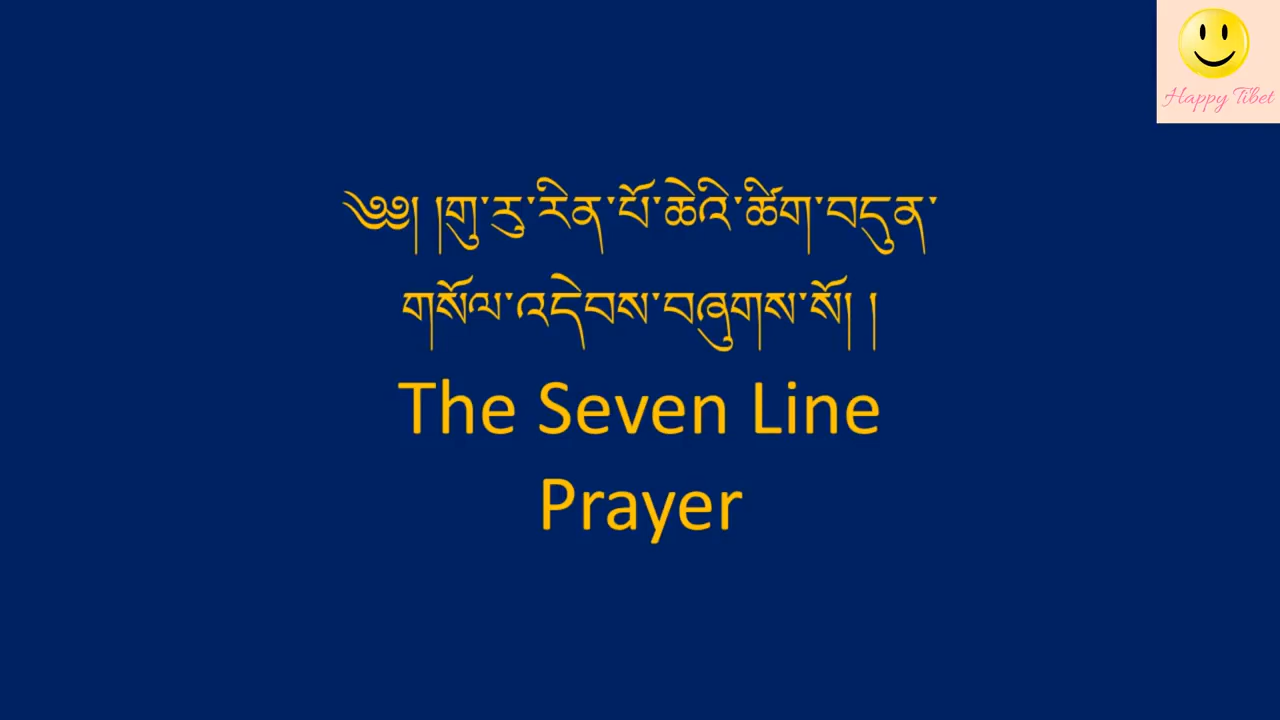 ༄༅། །གུ་རུ་རིན་པོ་ཆེའི་ཚིག་བདུན་
གསོལ་འདེབས་བཞུགས་སོ། །
The Seven Line
Prayer
Happy Tibet